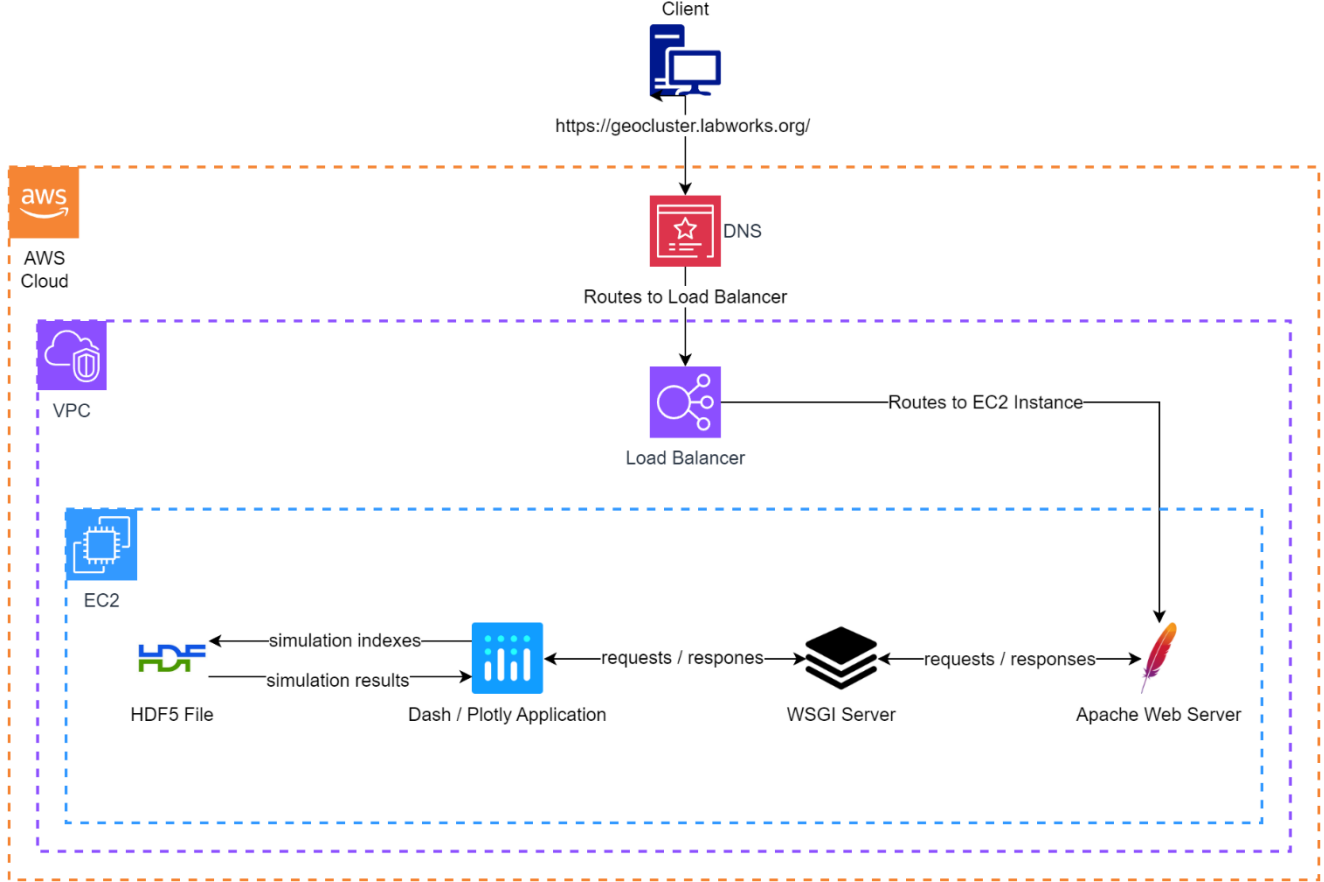 Client
https://geocluster.labworks.org/
aws
AWS
Cloud
DNS
Routes to Load Balancer
VPC
Routes to EC2 Instance
Load Balancer
EC2
HDF
simulation indexes
requests / respones
requests / responses
simulation results
HDF5 File
Dash / Plotly Application
WSGI Server
Apache Web Server